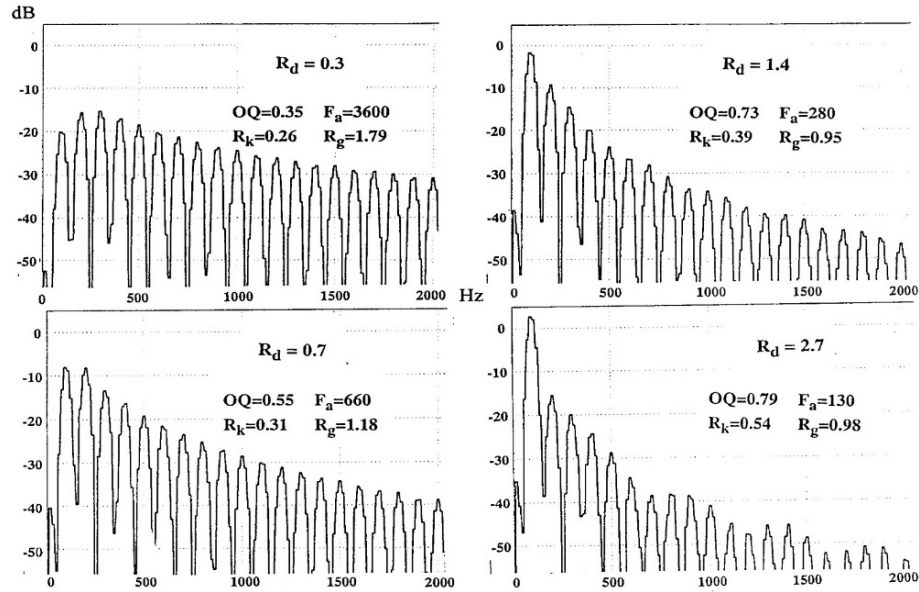 dB
0
-10
-20
-30
-40
-50
R_d = 0.3
OQ=0.35 F_a=3600
R_k=0.26 R_g=1.79
0 500 1000 1500 2000
Hz
0
-10
-20
-30
-40
-50
R_d = 1.4
OQ=0.73 F_a=280
R_k=0.39 R_g=0.95
0 500 1000 1500 2000
0
-10
-20
-30
-40
-50
R_d = 0.7
OQ=0.55 F_a=660
R_k=0.31 R_g=1.18
0 500 1000 1500 2000
0
-10
-20
-30
-40
-50
R_d = 2.7
OQ=0.79 F_a=130
R_k=0.54 R_g=0.98
0 500 1000 1500 2000